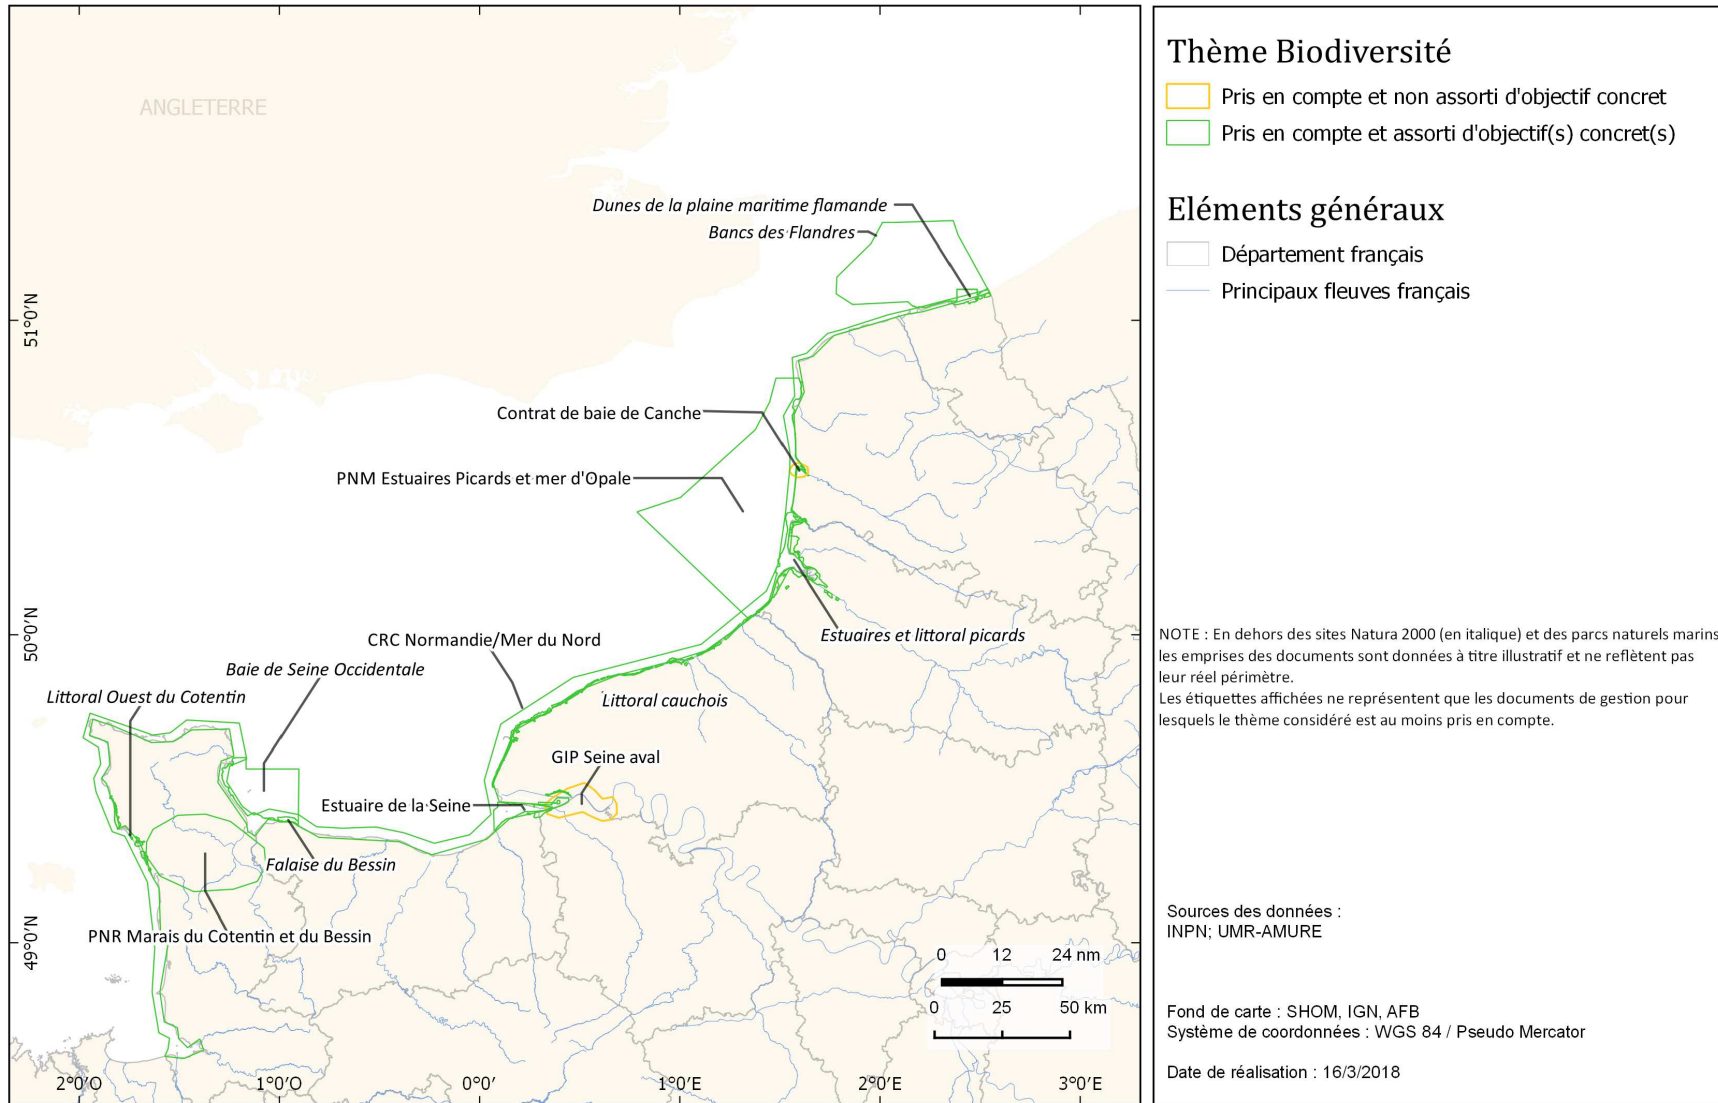 ANGLETERRE
Dunes de la plaine maritime flamande
Bancs des Flandres
51°0'N
Contrat de baie de Canche
PNM Estuaires Picards et mer d'Opale
50°0'N
CRC Normandie/Mer du Nord
Estuaires et littoral picards
Baie de Seine Occidentale
Littoral Ouest du Cotentin
Littoral cauchois
GIP Seine aval
Estuaire de la Seine
Falaise du Bessin
PNR Marais du Cotentin et du Bessin
49°0'N
0 12 24 nm
0 25 50 km
2°0'O 1°0'O 0°0' 1°0'E 2°0'E 3°0'E
Thème Biodiversité
Pris en compte et non assorti d'objectif concret
Pris en compte et assorti d'objectif(s) concret(s)
Eléments généraux
Département français
Principaux fleuves français
NOTE : En dehors des sites Natura 2000 (en italique) et des parcs naturels marins
les emprises des documents sont données à titre illustratif et ne reflètent pas
leur réel périmètre.
Les étiquettes affichées ne représentent que les documents de gestion pour
lesquels le thème considéré est au moins pris en compte.
Sources des données :
INPN; UMR-AMURE
Fond de carte : SHOM, IGN, AFB
Système de coordonnées : WGS 84 / Pseudo Mercator
Date de réalisation : 16/3/2018